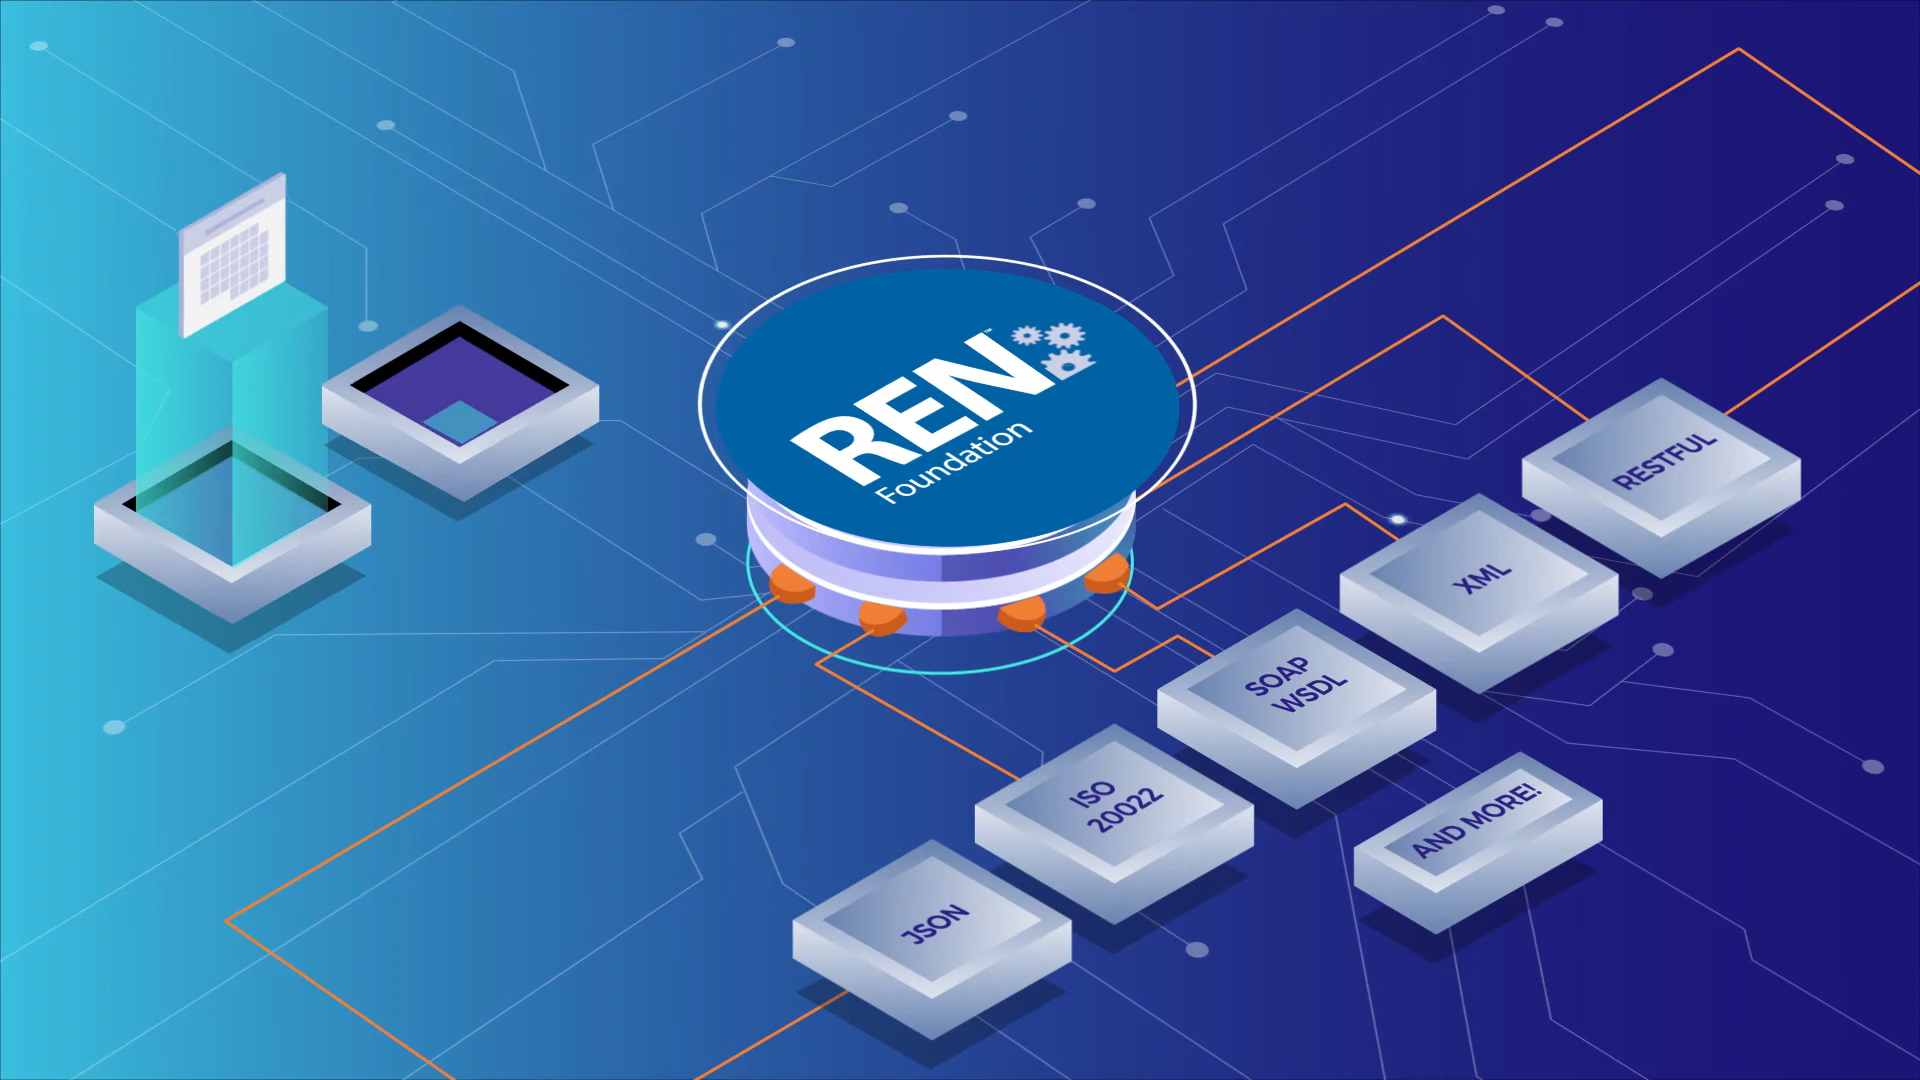 REN™
Foundation
RESTFUL
XML
SOAP
WSDL
ISO
20022
JSON
AND MORE!